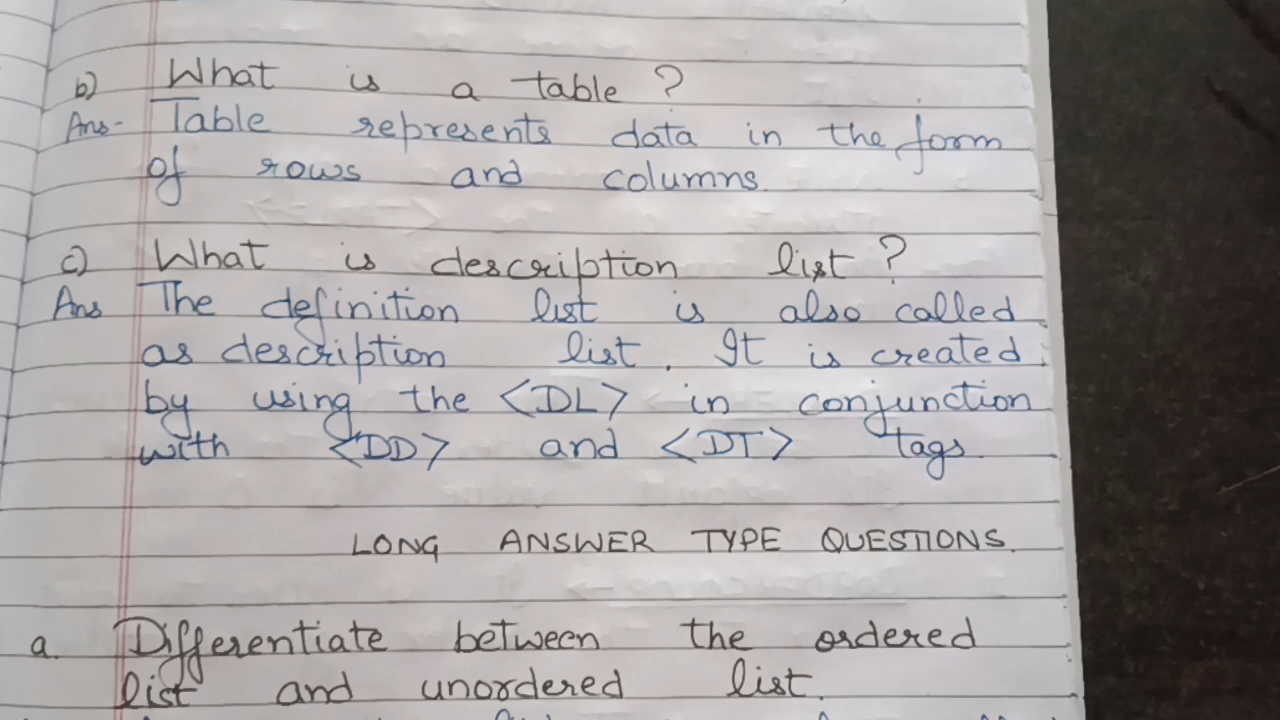 b) What is a table ?
Ans- Table represents data in the form
of rows and columns.
c) What is description list ?
Ans The definition list is also called
as description list. It is created
by using the <DL> in conjunction
with <DD> and <DT> tags.
LONG ANSWER TYPE QUESTIONS.
a. Differentiate between the ordered
list and unordered list.